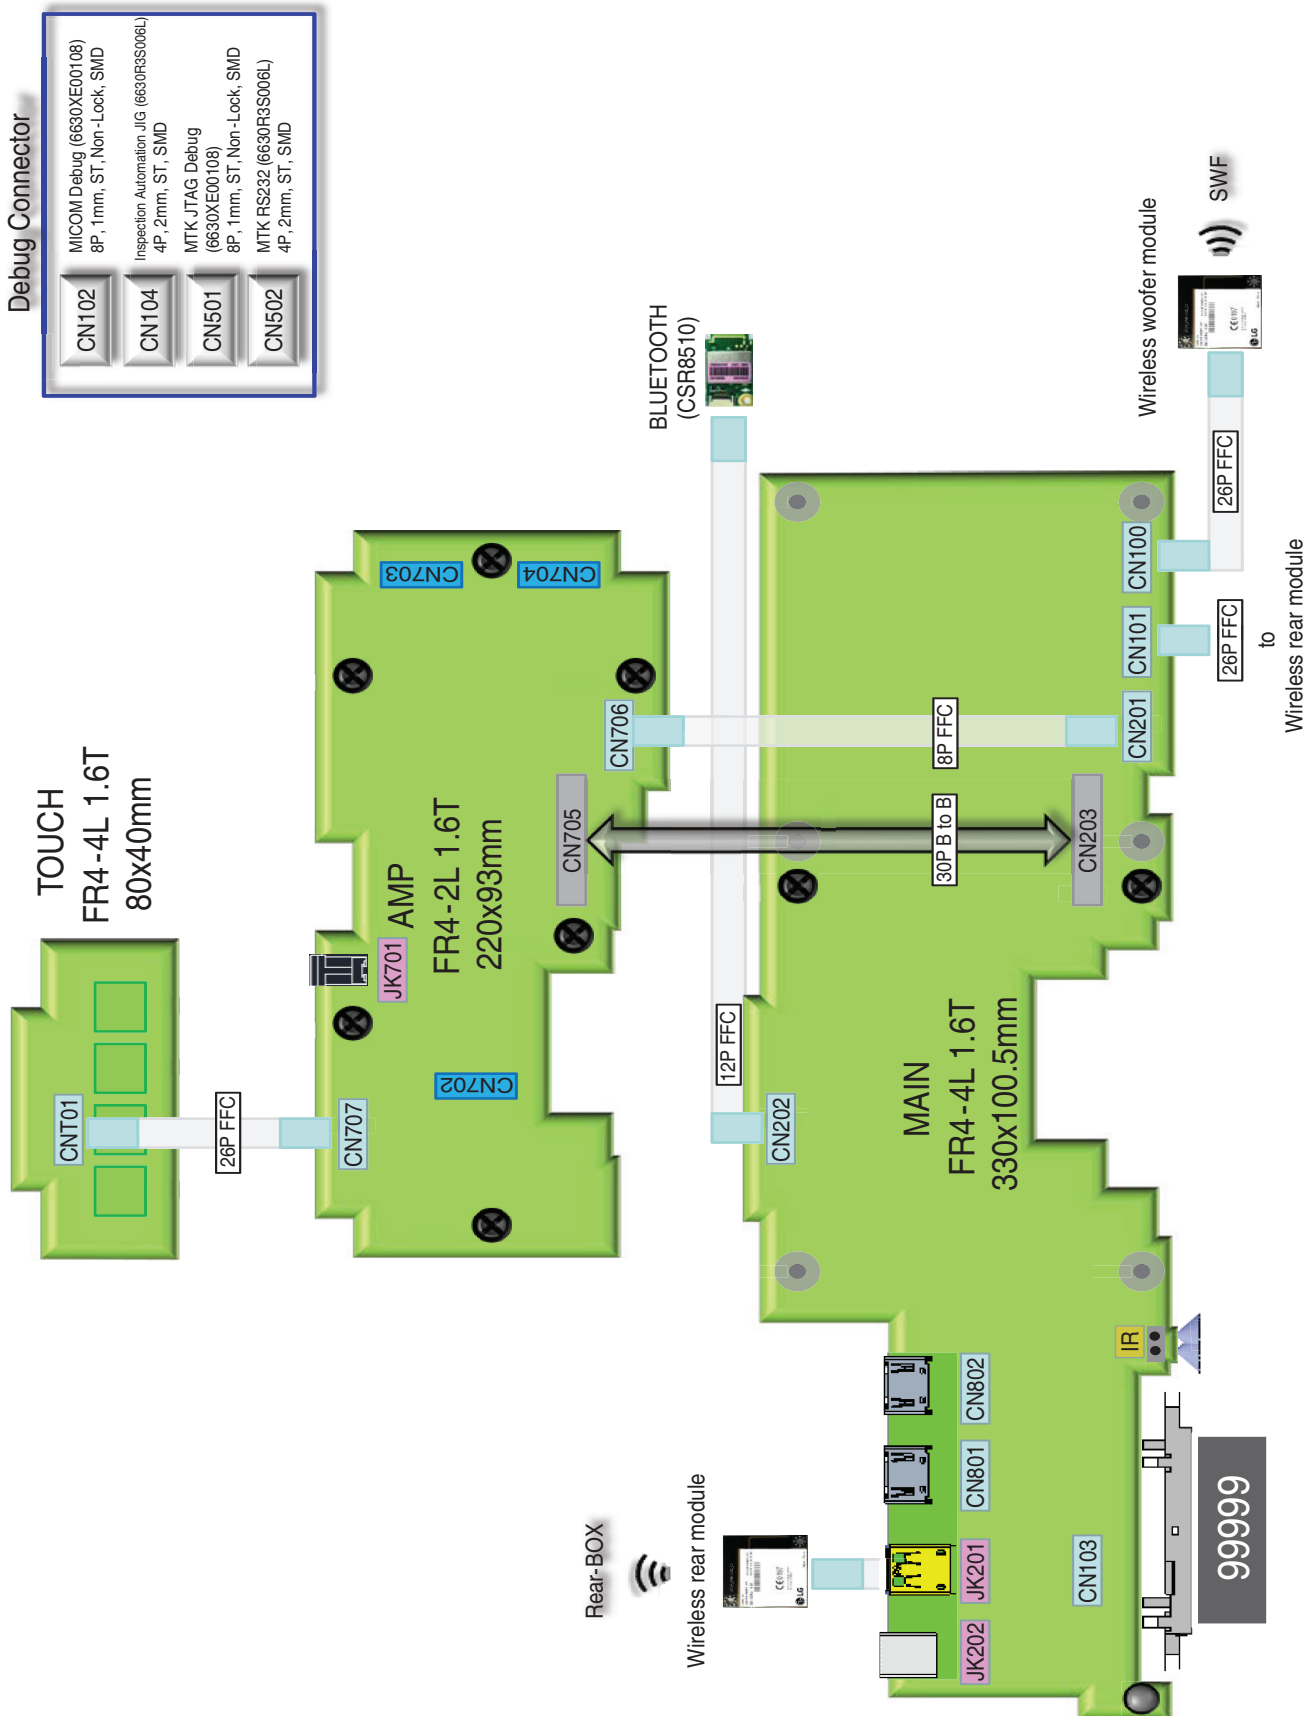 Debug Connector
CN102
MICOM Debug (6630XE00108)
8P, 1mm, ST, Non-Lock, SMD
CN104
Inspection Automation JIG (6630R3S006L)
4P, 2mm, ST, SMD
CN501
MTK JTAG Debug
(6630XE00108)
8P, 1mm, ST, Non-Lock, SMD
CN502
MTK RS232 (6630R3S006L)
4P, 2mm, ST, SMD
TOUCH
FR4-4L 1.6T
80x40mm
CNT01
26P FFC
CN707
JK701
CN702
AMP
FR4-2L 1.6T
220x93mm
CN703
CN704
CN705
CN706
BLUETOOTH
(CSR8510)
12P FFC
CN202
8P FFC
30P B to B
CN203
CN201
CN101
CN100
26P FFC
to
Wireless rear module
26P FFC
Wireless woofer module
SWF
LG
MAIN
FR4-4L 1.6T
330x100.5mm
Rear-BOX
Wireless rear module
LG
JK202
JK201
CN801
CN802
CN103
IR
99999